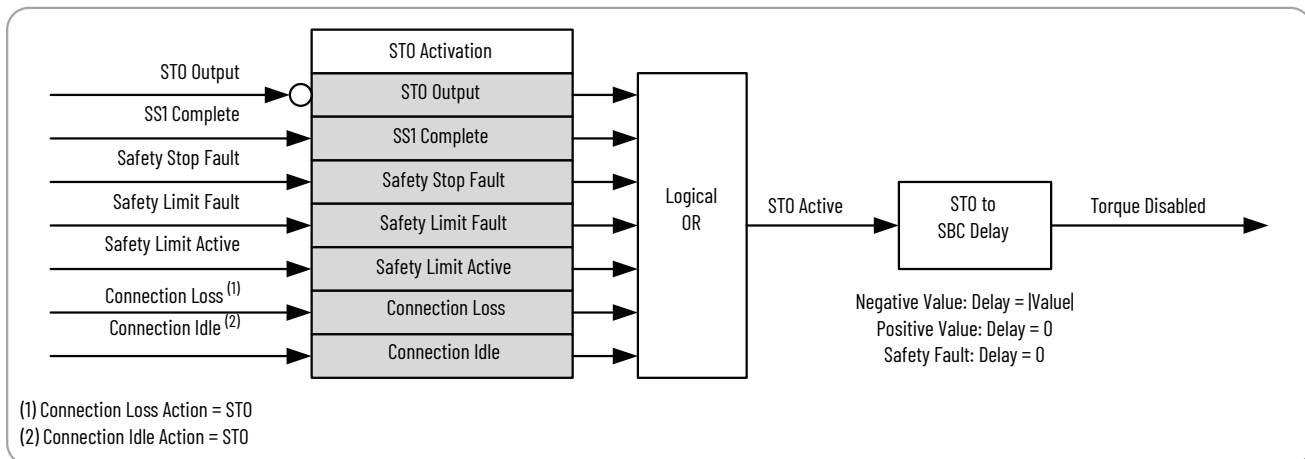 STO Activation
STO Output
STO Output
SS1 Complete
SS1 Complete
Safety Stop Fault
Safety Stop Fault
Safety Limit Fault
Safety Limit Fault
Safety Limit Active
Safety Limit Active
Connection Loss (1)
Connection Loss
Connection Idle (2)
Connection Idle
Logical
OR
STO Active
STO to
SBC Delay
Torque Disabled
Negative Value: Delay = |Value|
Positive Value: Delay = 0
Safety Fault: Delay = 0
(1) Connection Loss Action = STO
(2) Connection Idle Action = STO